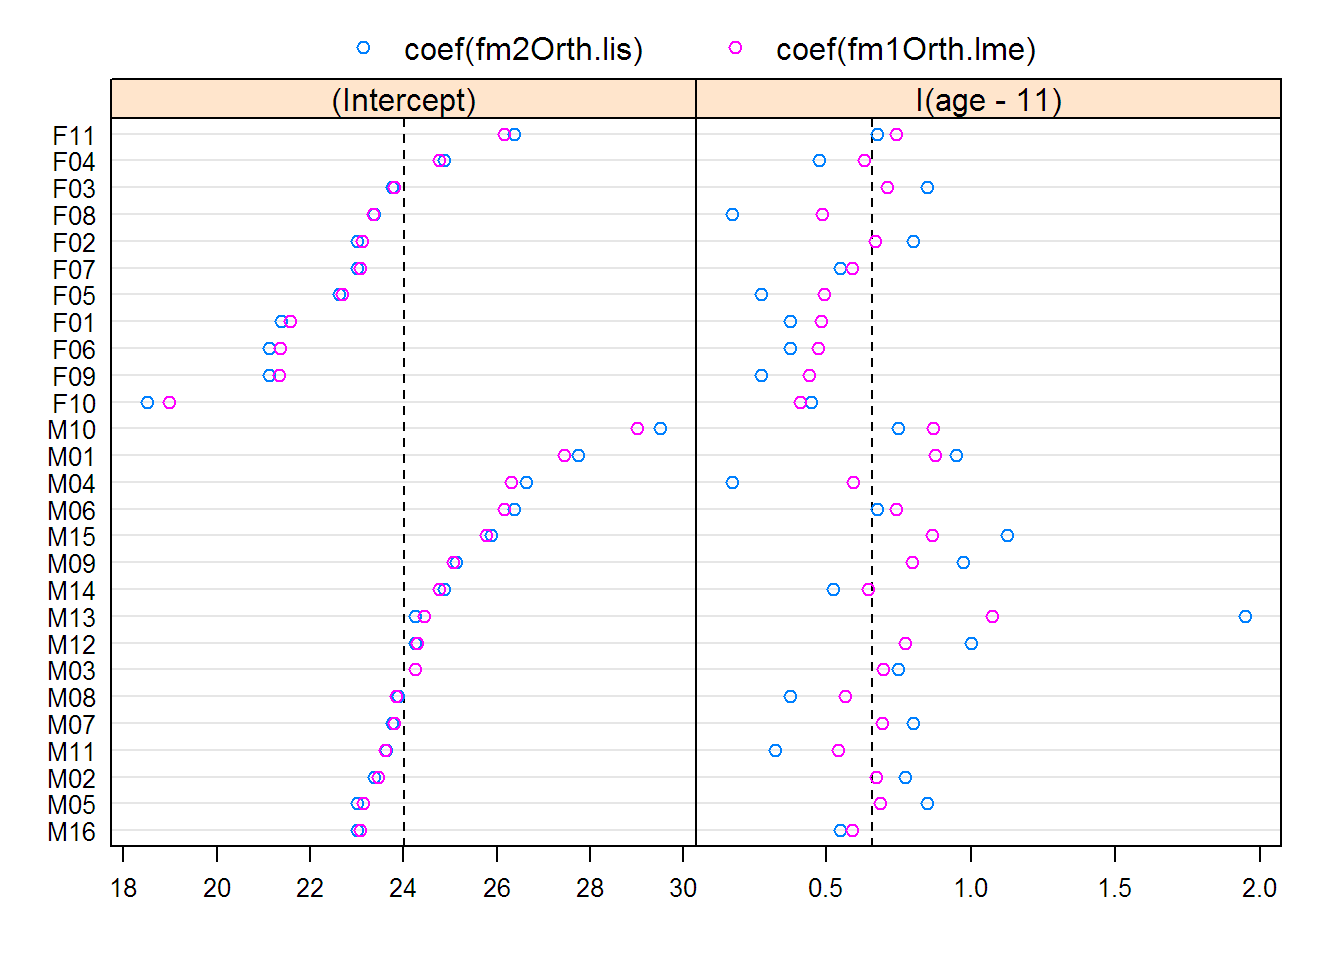 coef(fm2Orth.lis) coef(fm1Orth.lme)
(Intercept) I(age - 11)
F11
F04
F03
F08
F02
F07
F05
F01
F06
F09
F10
M10
M01
M04
M06
M15
M09
M14
M13
M12
M03
M08
M07
M11
M02
M05
M16
18 20 22 24 26 28 30 0.5 1.0 1.5 2.0